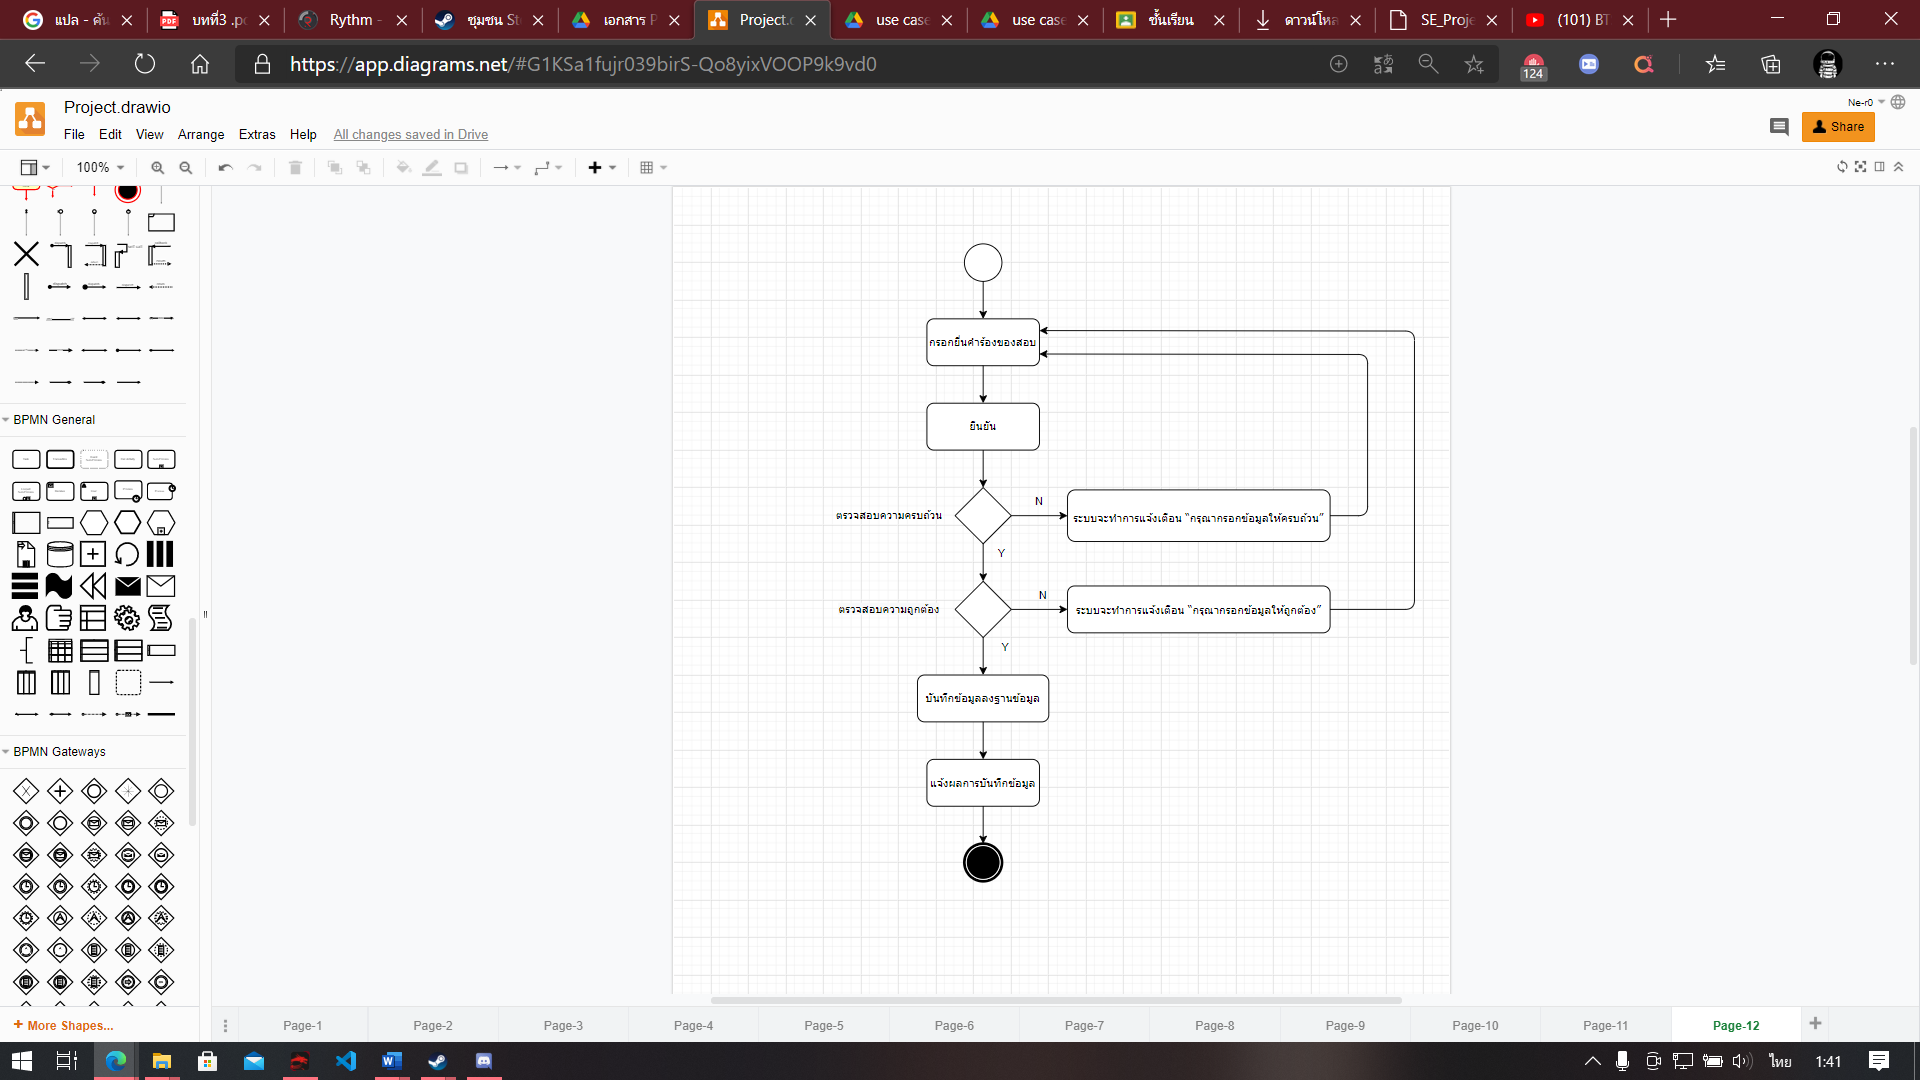 แปล - ค้น
บทที่3 .pc
Rythm -
ชุมชน St
เอกสาร P
Project.c
use case
use case
ชั้นเรียน
ดาวน์โหล
SE_Proje
(101) BT
https://app.diagrams.net/#G1KSa1fujr039birS-Qo8yixVOOP9k9vd0
124
Project.drawio
Ne-r0
File Edit View Arrange Extras Help All changes saved in Drive
Share
100%
กรอกยื่นคำร้องขอสอบ
ยืนยัน
ตรวจสอบความครบถ้วน
N
ระบบจะทำการแจ้งเตือน “กรุณากรอกข้อมูลให้ครบถ้วน”
Y
ตรวจสอบความถูกต้อง
N
ระบบจะทำการแจ้งเตือน “กรุณากรอกข้อมูลให้ถูกต้อง”
Y
บันทึกข้อมูลลงฐานข้อมูล
แจ้งผลการบันทึกข้อมูล
BPMN General
BPMN Gateways
+ More Shapes...
Page-1 Page-2 Page-3 Page-4 Page-5 Page-6 Page-7 Page-8 Page-9 Page-10 Page-11 Page-12
ไทย 1:41